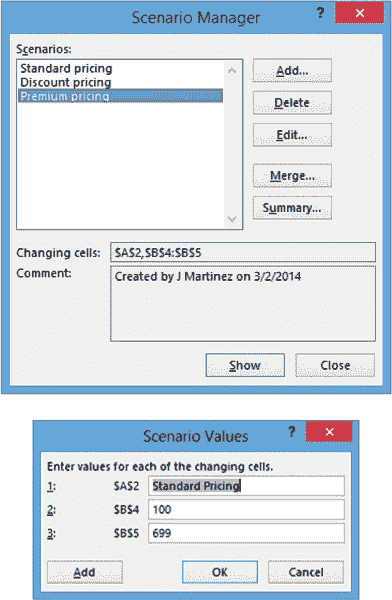 Scenario Manager
?
Scenarios:
Standard pricing
Discount pricing
Premium pricing
Add...
Delete
Edit...
Merge...
Summary...
Changing cells: $A$2,$B$4:$B$5
Comment: Created by J Martinez on 3/2/2014
Show Close
Scenario Values
?
Enter values for each of the changing cells.
1: $A$2 Standard Pricing
2: $B$4 100
3: $B$5 699
Add OK Cancel